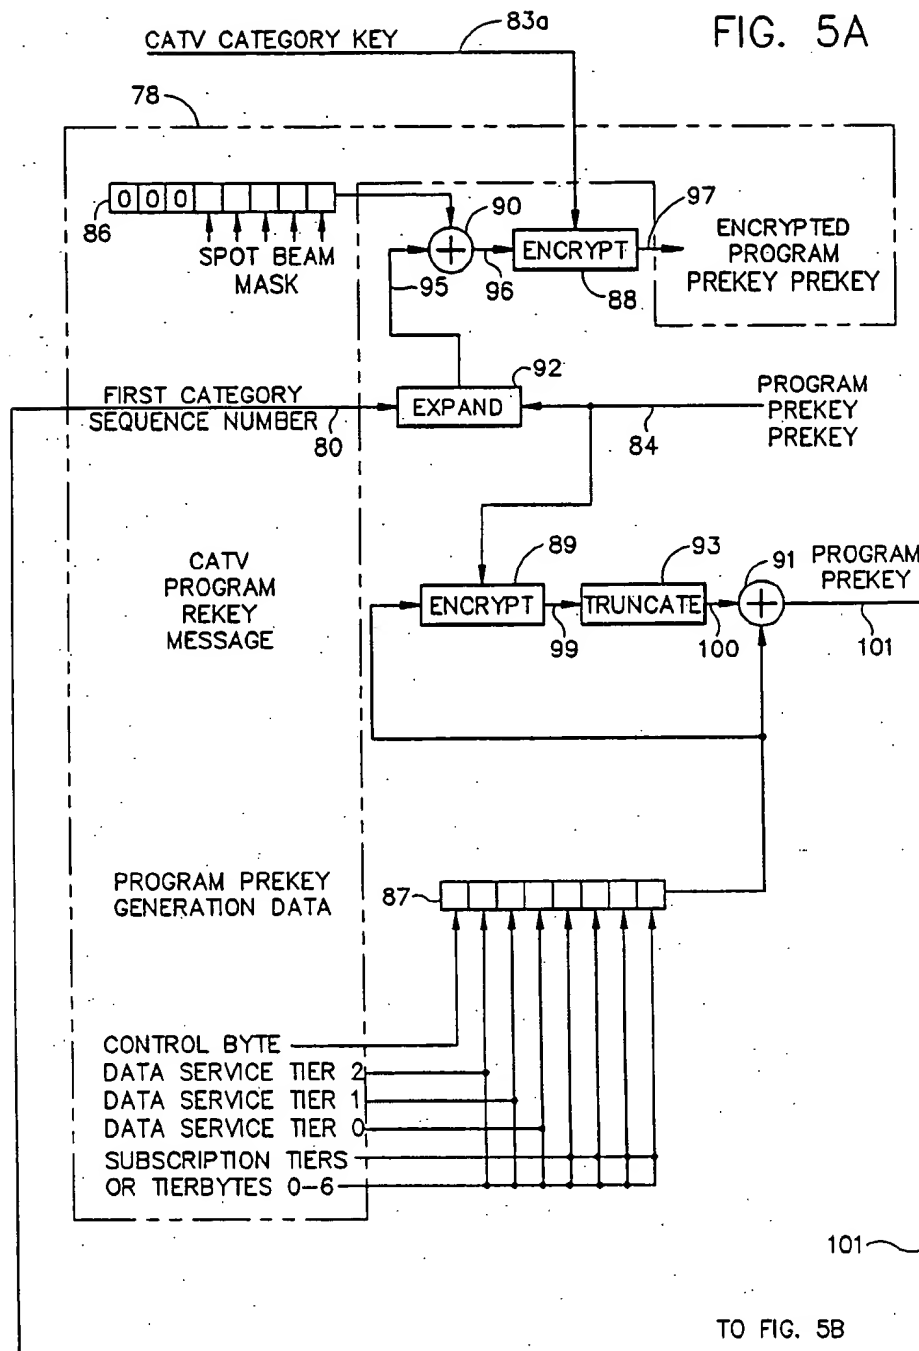 FIG. 5A
CATV CATEGORY KEY
83a
78
0 0 0
86
SPOT BEAM
MASK
90
97
95
96
ENCRYPT
88
ENCRYPTED
PROGRAM
PREKEY PREKEY
FIRST CATEGORY
SEQUENCE NUMBER
80
92
EXPAND
84
PROGRAM
PREKEY
PREKEY
CATV
PROGRAM
REKEY
MESSAGE
89
ENCRYPT
99
93
TRUNCATE
100
91
PROGRAM
PREKEY
101
PROGRAM PREKEY
GENERATION DATA
87
CONTROL BYTE
DATA SERVICE TIER 2
DATA SERVICE TIER 1
DATA SERVICE TIER 0
SUBSCRIPTION TIERS
OR TIERBYTES 0-6
101
TO FIG. 5B